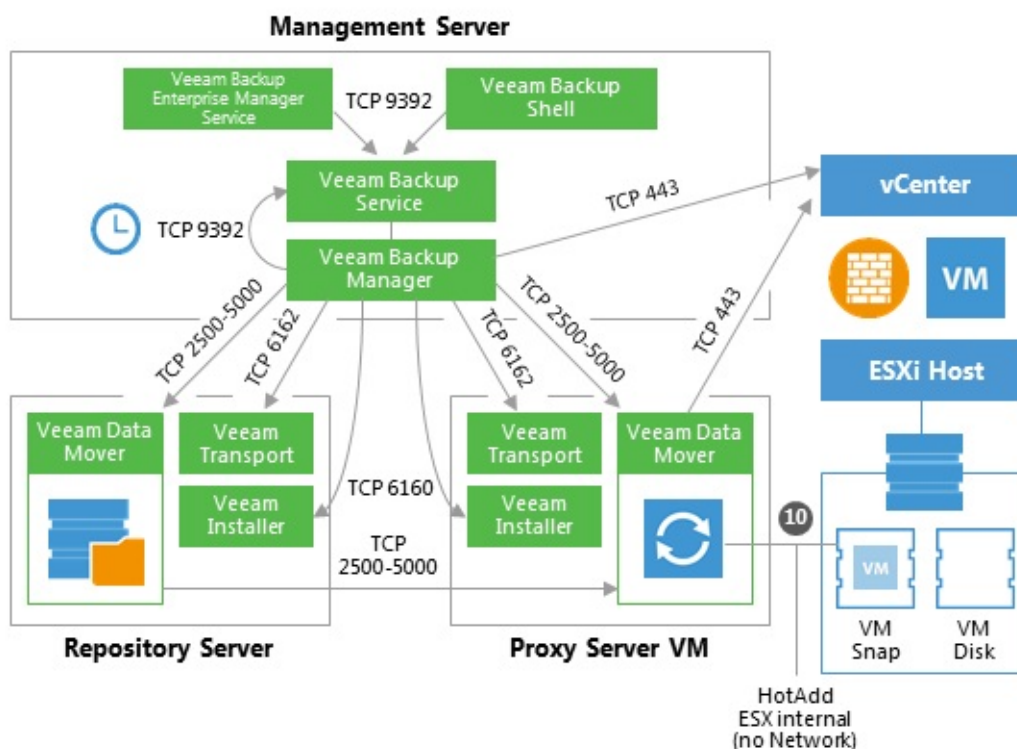 Management Server
Veeam Backup
Enterprise Manager
Service
TCP 9392
Veeam Backup
Shell
Veeam Backup
Service
TCP 9392
Veeam Backup
Manager
TCP 443
vCenter
VM
TCP 2500-5000
TCP 6162
TCP 6162
TCP 2500-5000
TCP 443
ESXi Host
Veeam Data
Mover
Veeam
Transport
Veeam
Installer
TCP 6160
TCP
2500-5000
Veeam
Transport
Veeam
Installer
Veeam Data
Mover
10
VM
VM
Snap
VM
Disk
Repository Server
Proxy Server VM
HotAdd
ESX internal
(no Network)